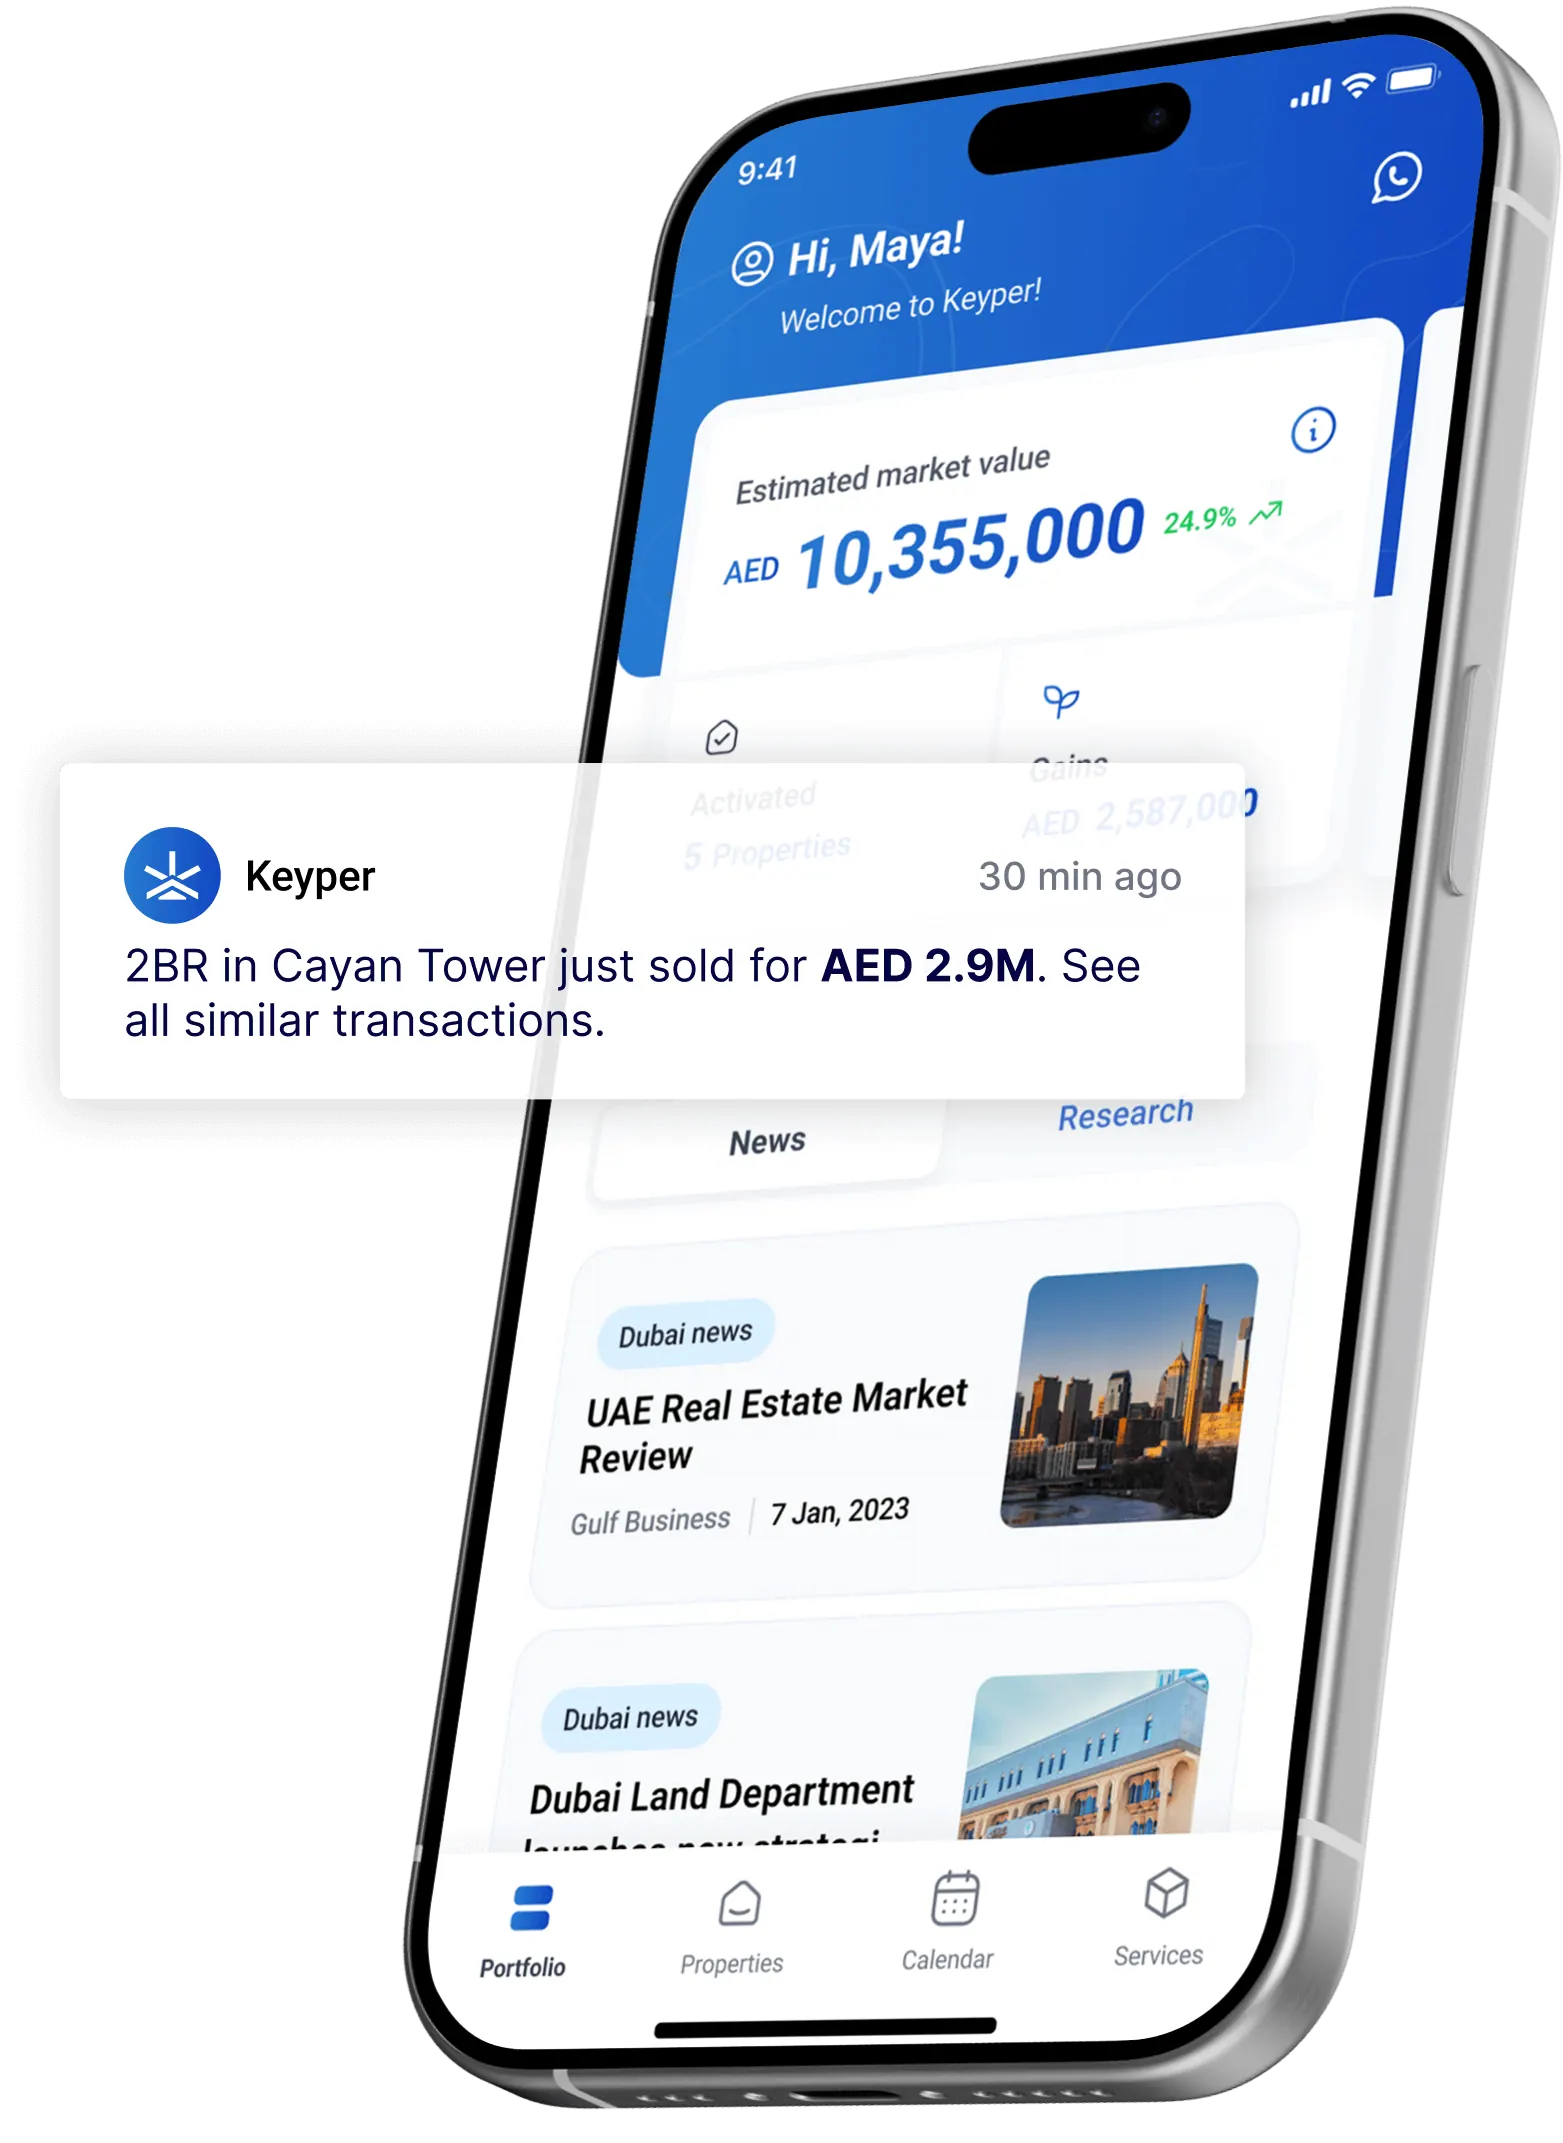 9:41
Hi, Maya!
Welcome to Keyper!
Estimated market value
AED 10,355,000 24.9%
Activated
5 Properties
Gains
AED 2,587,000
Keyper
30 min ago
2BR in Cayan Tower just sold for AED 2.9M. See
all similar transactions.
News
Research
Dubai news
UAE Real Estate Market
Review
Gulf Business | 7 Jan, 2023
Dubai news
Dubai Land Department
launches new strategi
Portfolio
Properties
Calendar
Services